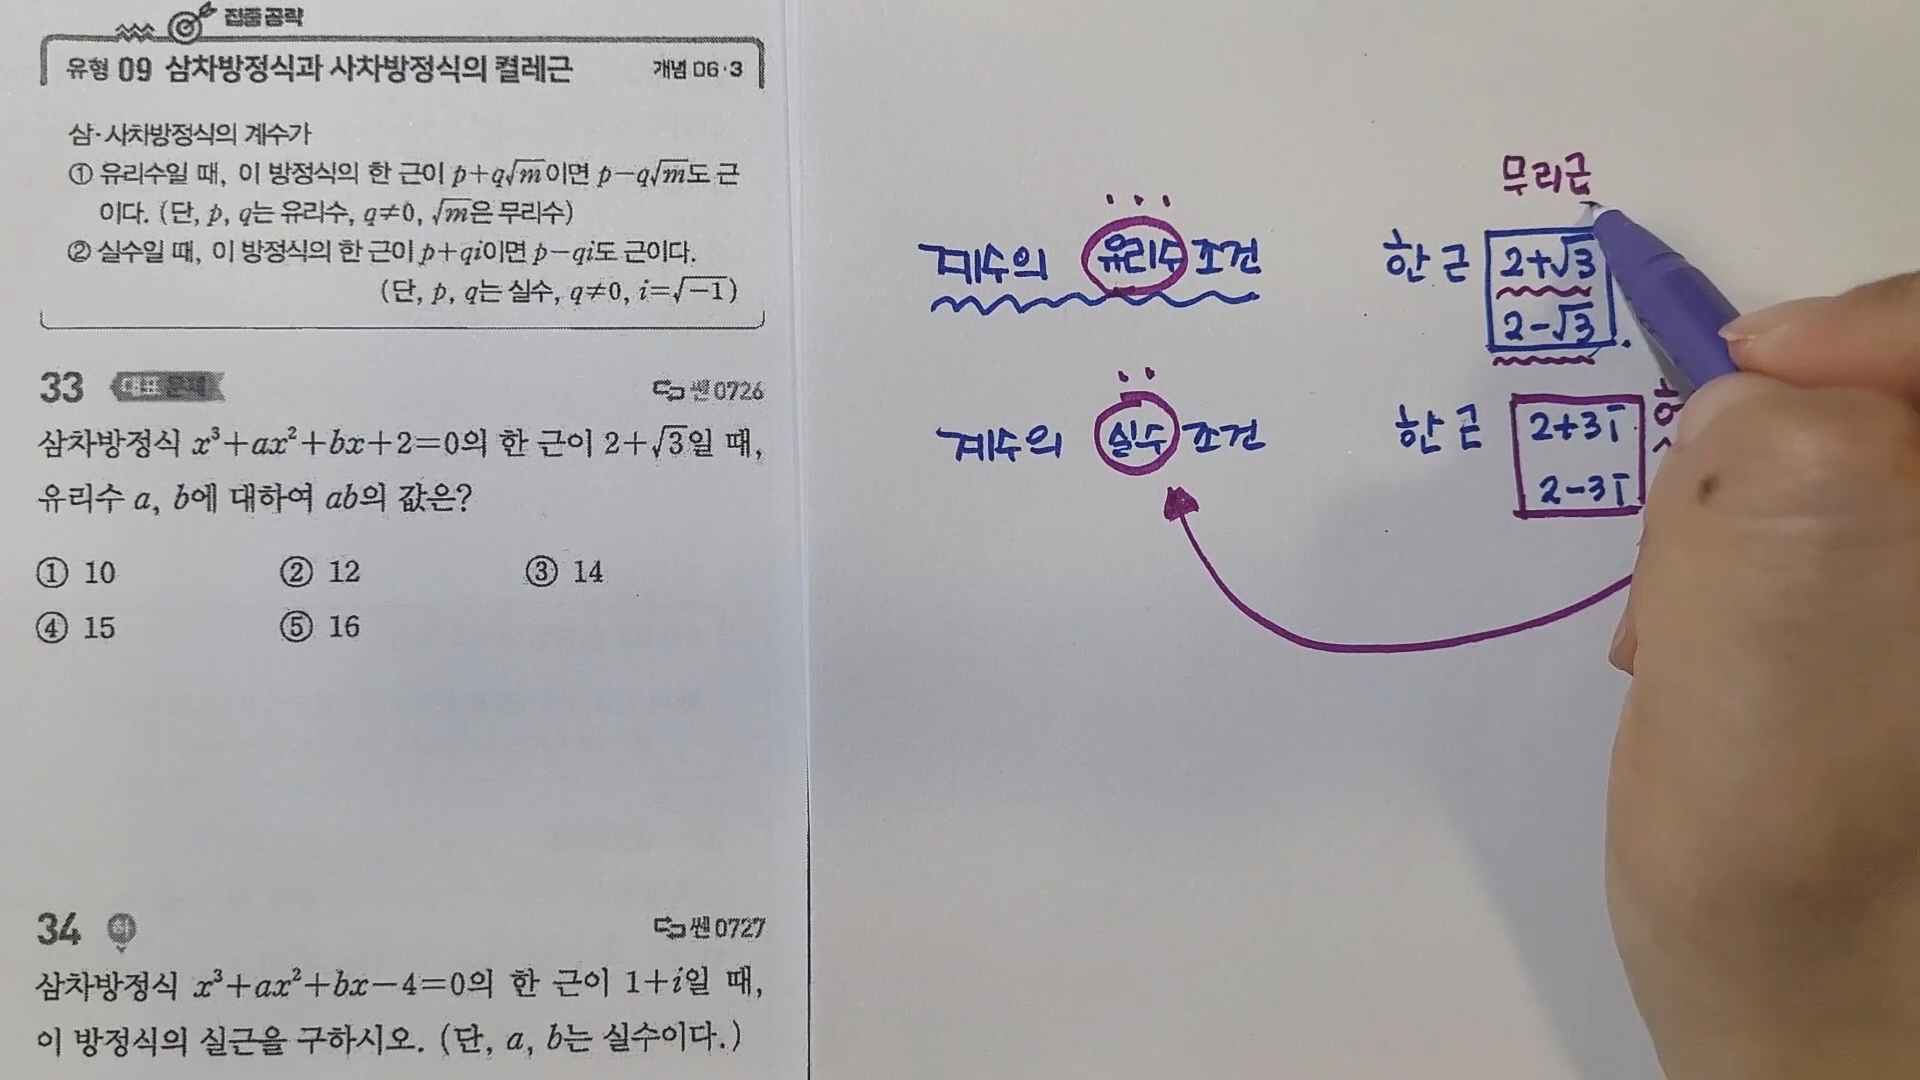 집중공략
유형 09 삼차방정식과 사차방정식의 켤레근 개념 06·3
삼·사차방정식의 계수가
① 유리수일 때, 이 방정식의 한 근이 p+q√m이면 p−q√m도 근
이다. (단, p, q는 유리수, q≠0, √m은 무리수)
② 실수일 때, 이 방정식의 한 근이 p+qi이면 p−qi도 근이다.
(단, p, q는 실수, q≠0, i=√−1)
33 대표 문제 쎈 0726
삼차방정식 x³+ax²+bx+2=0의 한 근이 2+√3일 때,
유리수 a, b에 대하여 ab의 값은?
① 10 ② 12 ③ 14
④ 15 ⑤ 16
34 쎈 0727
삼차방정식 x³+ax²+bx−4=0의 한 근이 1+i일 때,
이 방정식의 실근을 구하시오. (단, a, b는 실수이다.)
무리근
계수의 유리수 조건 한 근 2+√3
2−√3
계수의 실수 조건 한 근 2+3i
2−3i